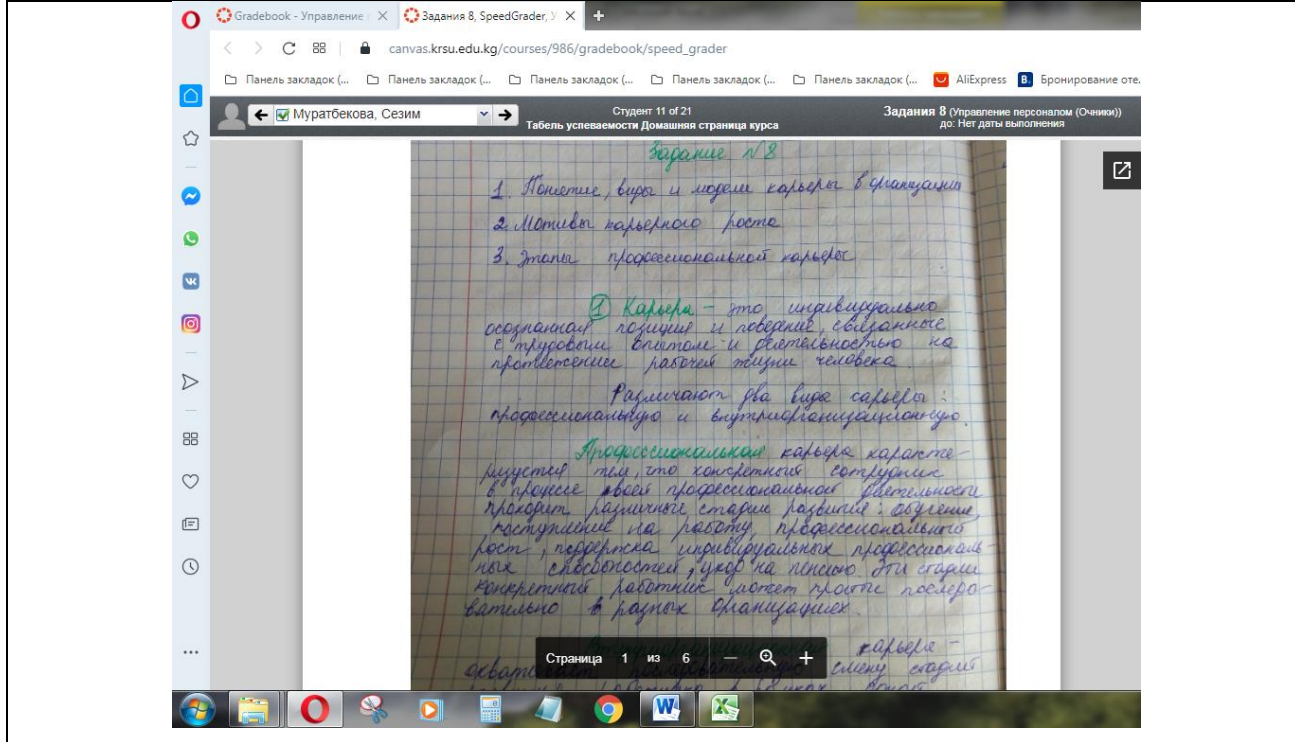 Gradebook - Управление
Задания 8, SpeedGrader, У
canvas.krsu.edu.kg/courses/986/gradebook/speed_grader
Панель закладок (... Панель закладок (... Панель закладок (... Панель закладок (... Панель закладок (... AliExpress B. Бронирование оте.
Муратбекова, Сезим
Студент 11 of 21
Табель успеваемости Домашняя страница курса
Задания 8 (Управление персоналом (Очники))
до: Нет даты выполнения
Задание №8
1. Понятие, виды и модели карьеры в организации
2. Мотивы карьерного роста
3. Этапы профессиональной карьеры
1 Карьера - это индивидуально
осознанная позиция и поведение, связанные
с трудовым опытом и деятельностью на
протяжении рабочей жизни человека.
Различают два вида карьеры:
профессиональную и внутриорганизационную.
Профессиональная карьера характе-
ризуется тем, что конкретный сотрудник
в процессе своей профессиональной деятельности
проходит различные стадии развития: обучение,
поступление на работу, профессиональный
рост, поддержка индивидуальных профессиональ-
ных способностей, уход на пенсию. Эти стадии
конкретный работник может пройти последо-
вательно в разных организациях.
карьера -
смену стадий
Страница 1 из 6